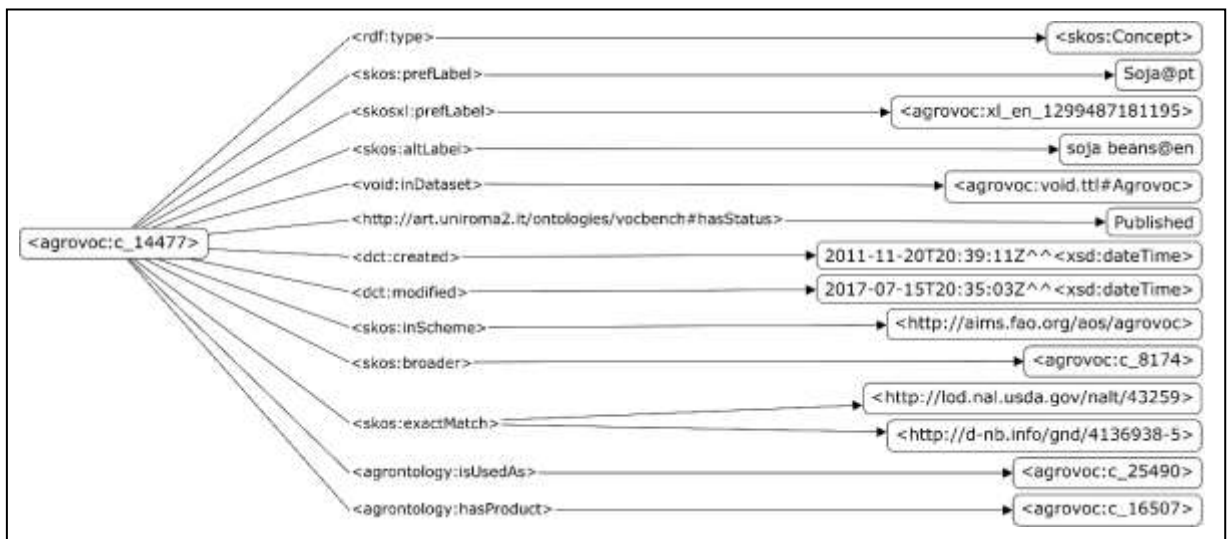 <rdf:type>
<skos:Concept>
<skos:prefLabel>
Soja@pt
<skosxl:prefLabel>
<agrovoc:xl_en_1299487181195>
<skos:altLabel>
soja beans@en
<void:inDataset>
<agrovoc:void.ttl#Agrovoc>
<http://art.uniroma2.it/ontologies/vocbench#hasStatus>
Published
<agrovoc:c_14477>
<dct:created>
2011-11-20T20:39:11Z^^<xsd:dateTime>
<dct:modified>
2017-07-15T20:35:03Z^^<xsd:dateTime>
<skos:inScheme>
<http://aims.fao.org/aos/agrovoc>
<skos:broader>
<agrovoc:c_8174>
<skos:exactMatch>
<http://lod.nal.usda.gov/nalt/43259>
<http://d-nb.info/gnd/4136938-5>
<agrontology:isUsedAs>
<agrovoc:c_25490>
<agrontology:hasProduct>
<agrovoc:c_16507>